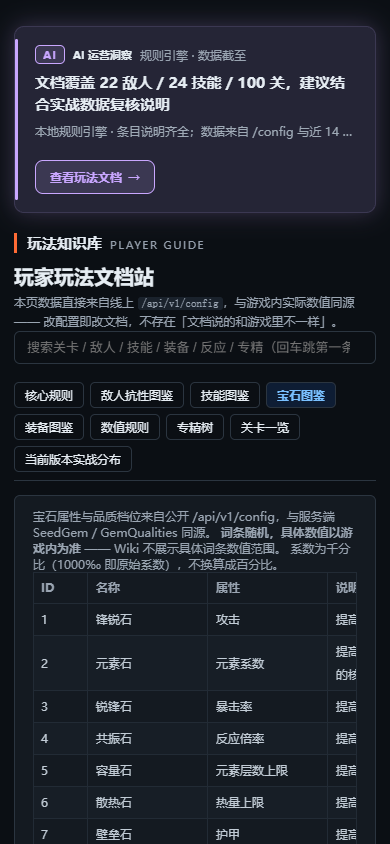 AI AI 运营洞察 规则引擎 · 数据截至
文档覆盖 22 敌人 / 24 技能 / 100 关，建议结
合实战数据复核说明
本地规则引擎 · 条目说明齐全；数据来自 /config 与近 14 ...
查看玩法文档 →
玩法知识库 PLAYER GUIDE
玩家玩法文档站
本页数据直接来自线上 /api/v1/config，与游戏内实际数值同源
—— 改配置即改文档，不存在「文档说的和游戏里不一样」。
搜索关卡 / 敌人 / 技能 / 装备 / 反应 / 专精（回车跳第一条
核心规则 敌人抗性图鉴 技能图鉴 宝石图鉴
装备图鉴 数值规则 专精树 关卡一览
当前版本实战分布
宝石属性与品质档位来自公开 /api/v1/config，与服务端
SeedGem / GemQualities 同源。 词条随机，具体数值以游
戏内为准 —— Wiki 不展示具体词条数值范围。 系数为千分
比（1000‰ 即原始系数），不换算成百分比。
ID 名称 属性 说明
1 锋锐石 攻击 提高
2 元素石 元素系数 提高
的核
3 锐锋石 暴击率 提高
4 共振石 反应倍率 提高
5 容量石 元素层数上限 提高
6 散热石 热量上限 提高
7 壁垒石 护甲 提高